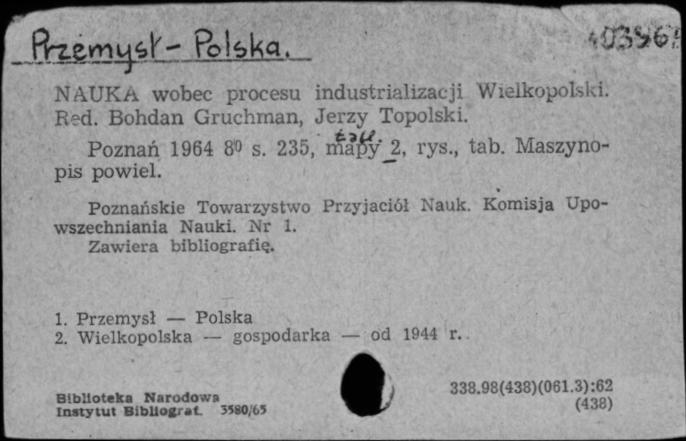 Przemysł - Polska.
NAUKA wobec procesu industrializacji Wielkopolski.
Red. Bohdan Gruchman, Jerzy Topolski.
tabl.
Poznań 1964 8⁰ s. 235, mapy 2, rys., tab. Maszyno-
pis powiel.
Poznańskie Towarzystwo Przyjaciół Nauk. Komisja Upo-
wszechniania Nauki. Nr 1.
Zawiera bibliografię.
1. Przemysł — Polska
2. Wielkopolska — gospodarka — od 1944 r.
338.98(438)(061.3):62
(438)
Biblioteka Narodowa
Instytut Bibliograf. 3580/65